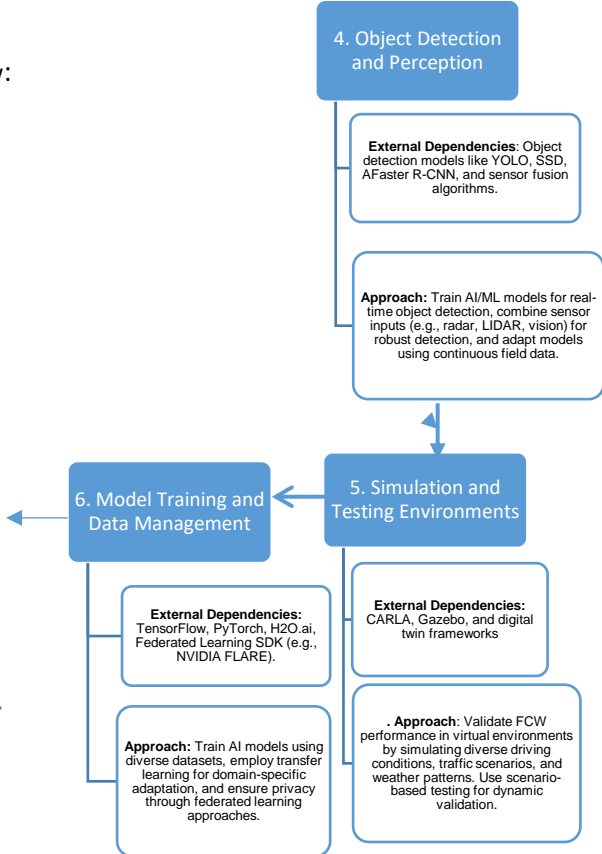 4. Object Detection
and Perception
:
External Dependencies: Object
detection models like YOLO, SSD,
AFaster R-CNN, and sensor fusion
algorithms.
Approach: Train AI/ML models for real-
time object detection, combine sensor
inputs (e.g., radar, LIDAR, vision) for
robust detection, and adapt models
using continuous field data.
5. Simulation and
Testing Environments
6. Model Training and
Data Management
External Dependencies:
CARLA, Gazebo, and digital
twin frameworks
External Dependencies:
TensorFlow, PyTorch, H2O.ai,
Federated Learning SDK (e.g.,
NVIDIA FLARE).
. Approach: Validate FCW
performance in virtual environments
by simulating diverse driving
conditions, traffic scenarios, and
weather patterns. Use scenario-
based testing for dynamic
validation.
Approach: Train AI models using
diverse datasets, employ transfer
learning for domain-specific
adaptation, and ensure privacy
through federated learning
approaches.